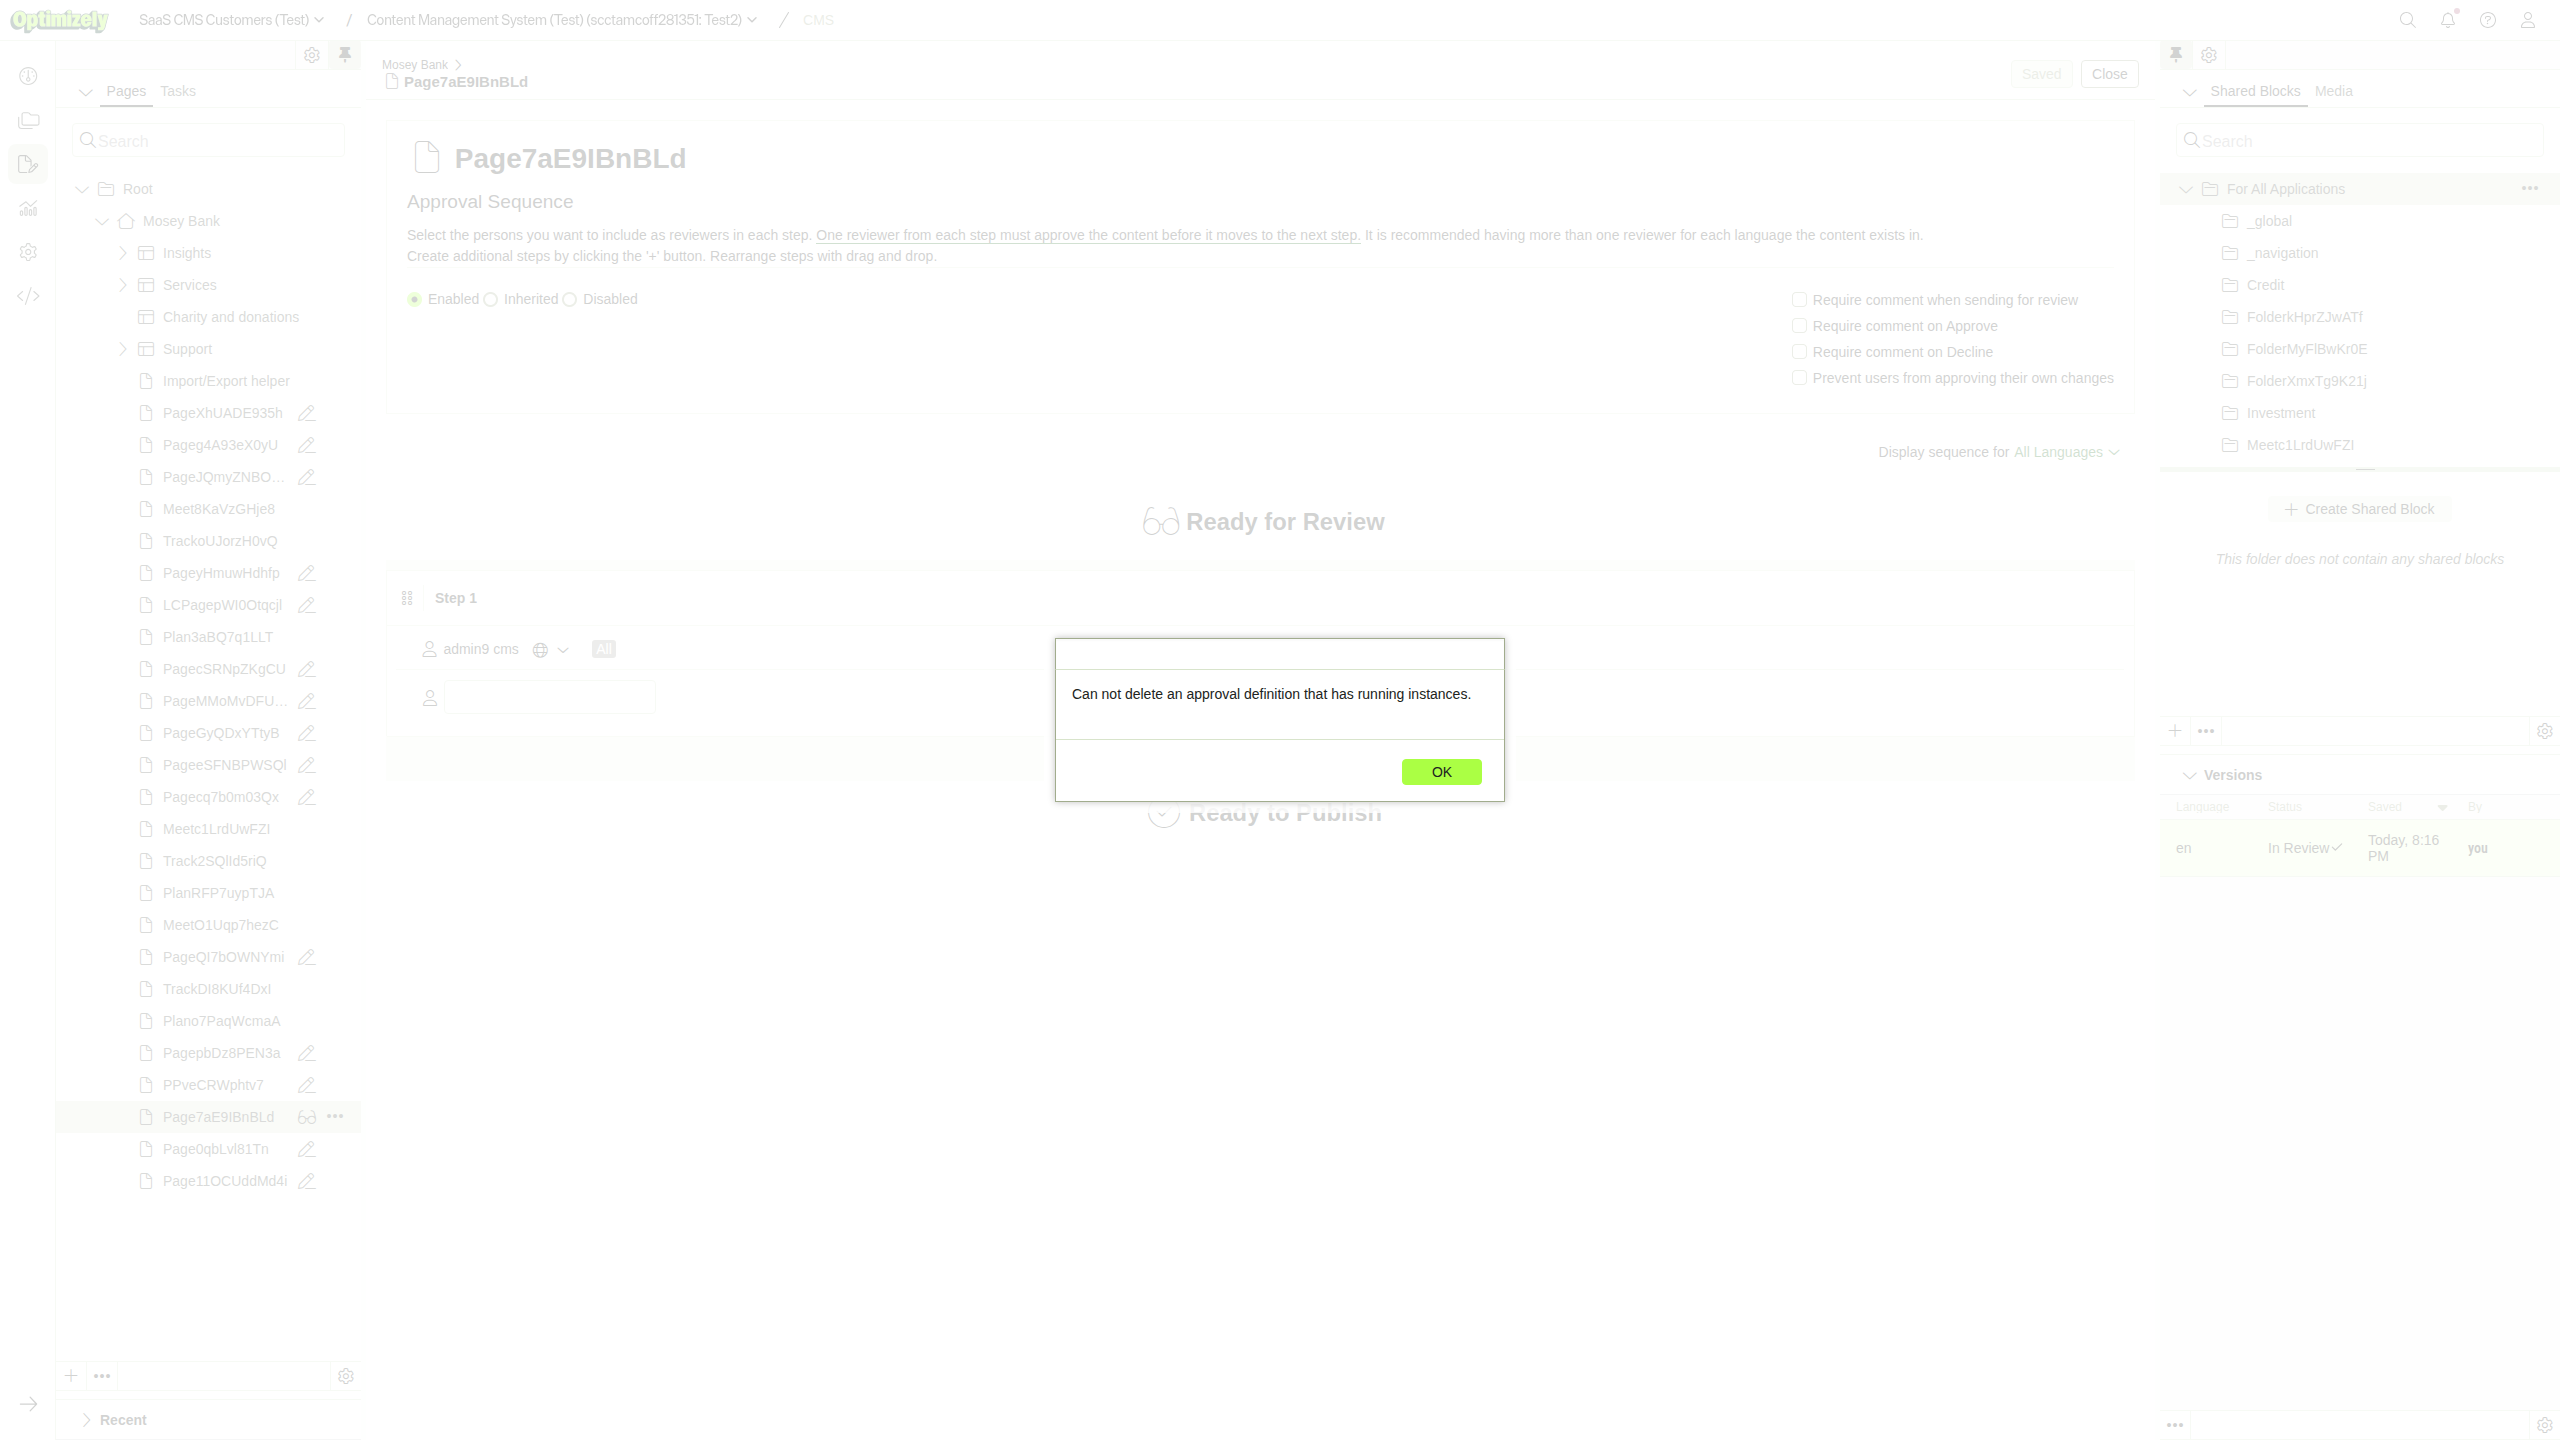 Optimizely
SaaS CMS Customers (Test) / Content Management System (Test) (scctamcoff281351: Test2) / CMS
Pages Tasks
Search
Root
Mosey Bank
Insights
Services
Charity and donations
Support
Import/Export helper
PageXhUADE935h
Pageg4A93eX0yU
PageJQmyZNBO...
Meet8KaVzGHje8
TrackoUJorzH0vQ
PageyHmuwHdhfp
LCPagepWI0Otqcjl
Plan3aBQ7q1LLT
PagecSRNpZKgCU
PageMMoMvDFU...
PageGyQDxYTtyB
PageeSFNBPWSQl
Pagecq7b0m03Qx
Meetc1LrdUwFZI
Track2SQlId5riQ
PlanRFP7uypTJA
MeetO1Uqp7hezC
PageQI7bOWNYmi
TrackDI8KUf4DxI
Plano7PaqWcmaA
PagepbDz8PEN3a
PPveCRWphtv7
Page7aE9IBnBLd
Page0qbLvl81Tn
Page11OCUddMd4i
Recent
Mosey Bank
Page7aE9IBnBLd
Saved Close
Page7aE9IBnBLd
Approval Sequence
Select the persons you want to include as reviewers in each step. One reviewer from each step must approve the content before it moves to the next step. It is recommended having more than one reviewer for each language the content exists in.
Create additional steps by clicking the '+' button. Rearrange steps with drag and drop.
Enabled Inherited Disabled
Require comment when sending for review
Require comment on Approve
Require comment on Decline
Prevent users from approving their own changes
Display sequence for All Languages
Ready for Review
Step 1
admin9 cms All
Can not delete an approval definition that has running instances.
OK
Ready to Publish
Shared Blocks Media
Search
For All Applications
_global
_navigation
Credit
FolderkHprZJwATf
FolderMyFlBwKr0E
FolderXmxTg9K21j
Investment
Meetc1LrdUwFZI
Create Shared Block
This folder does not contain any shared blocks
Versions
Language Status Saved By
en In Review Today, 8:16 PM you